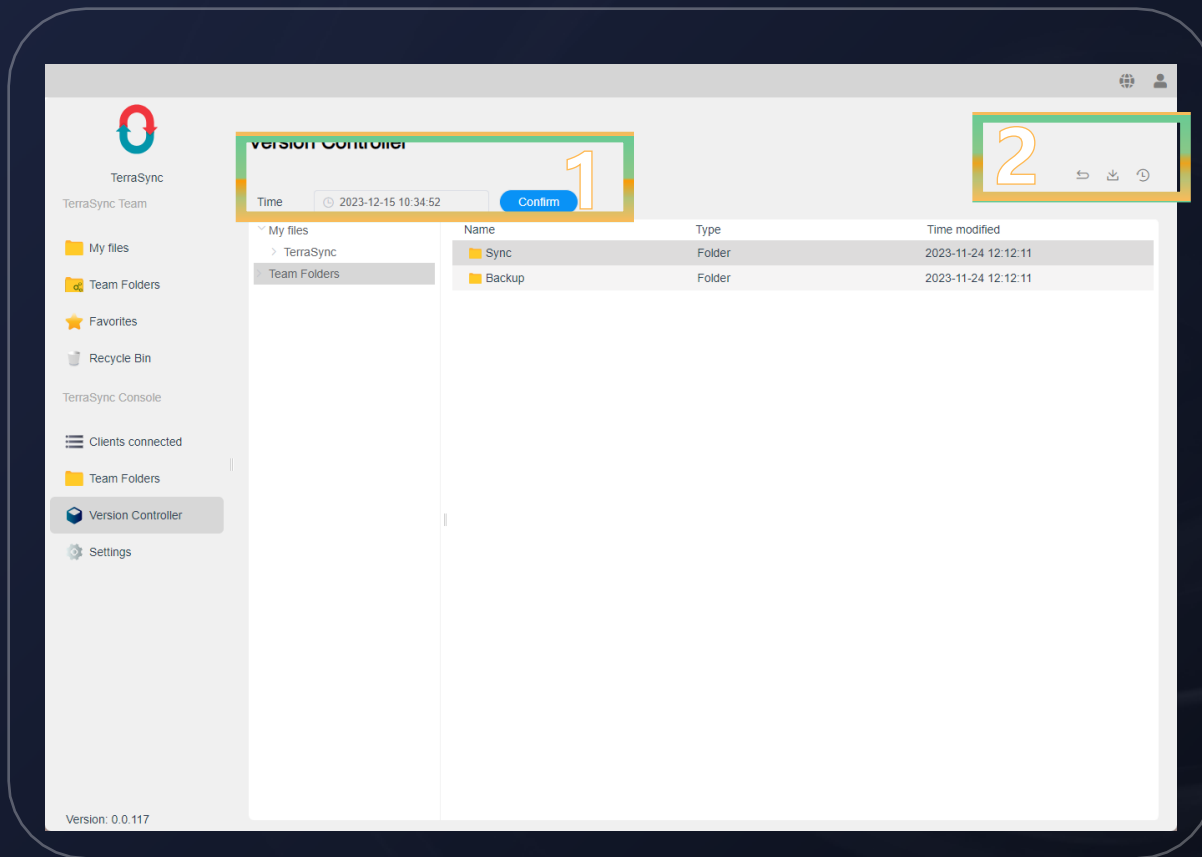 TerraSync
TerraSync Team
My files
Team Folders
Favorites
Recycle Bin
TerraSync Console
Clients connected
Team Folders
Version Controller
Settings
Version: 0.0.117
Version Controller
1
2
Time 2023-12-15 10:34:52 Confirm
My files
TerraSync
Team Folders
Name Type Time modified
Sync Folder 2023-11-24 12:12:11
Backup Folder 2023-11-24 12:12:11